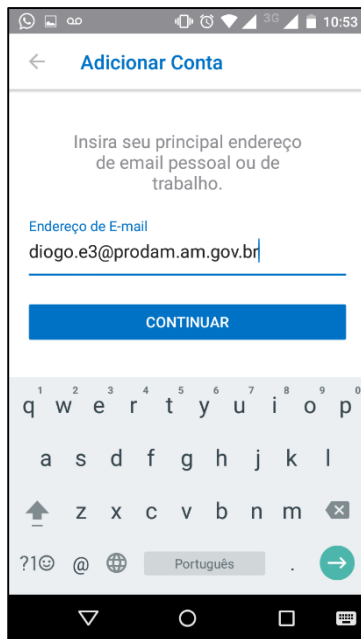 3G 10:53
Adicionar Conta
Insira seu principal endereço
de email pessoal ou de
trabalho.
Endereço de E-mail
diogo.e3@prodam.am.gov.br
CONTINUAR
1 2 3 4 5 6 7 8 9 0
q w e r t y u i o p
a s d f g h j k l
z x c v b n m
?1☺ @ Português .